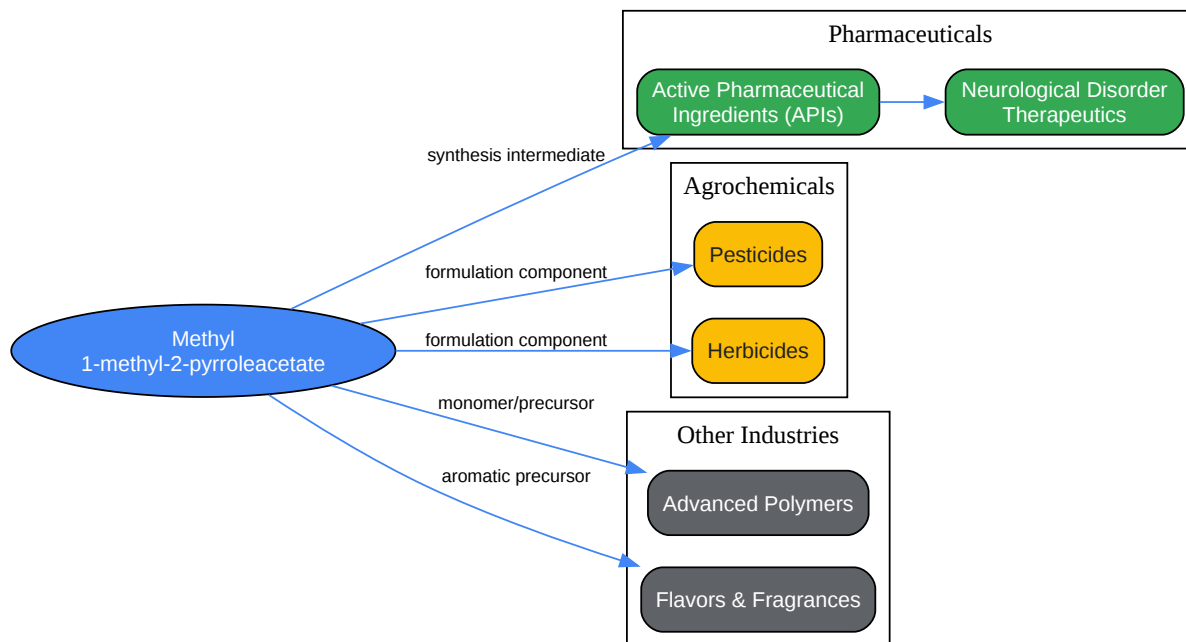 Pharmaceuticals
Active Pharmaceutical
Ingredients (APIs)
Neurological Disorder
Therapeutics
synthesis intermediate
Agrochemicals
Pesticides
formulation component
Herbicides
formulation component
Methyl
1-methyl-2-pyrroleacetate
monomer/precursor
Other Industries
Advanced Polymers
aromatic precursor
Flavors & Fragrances